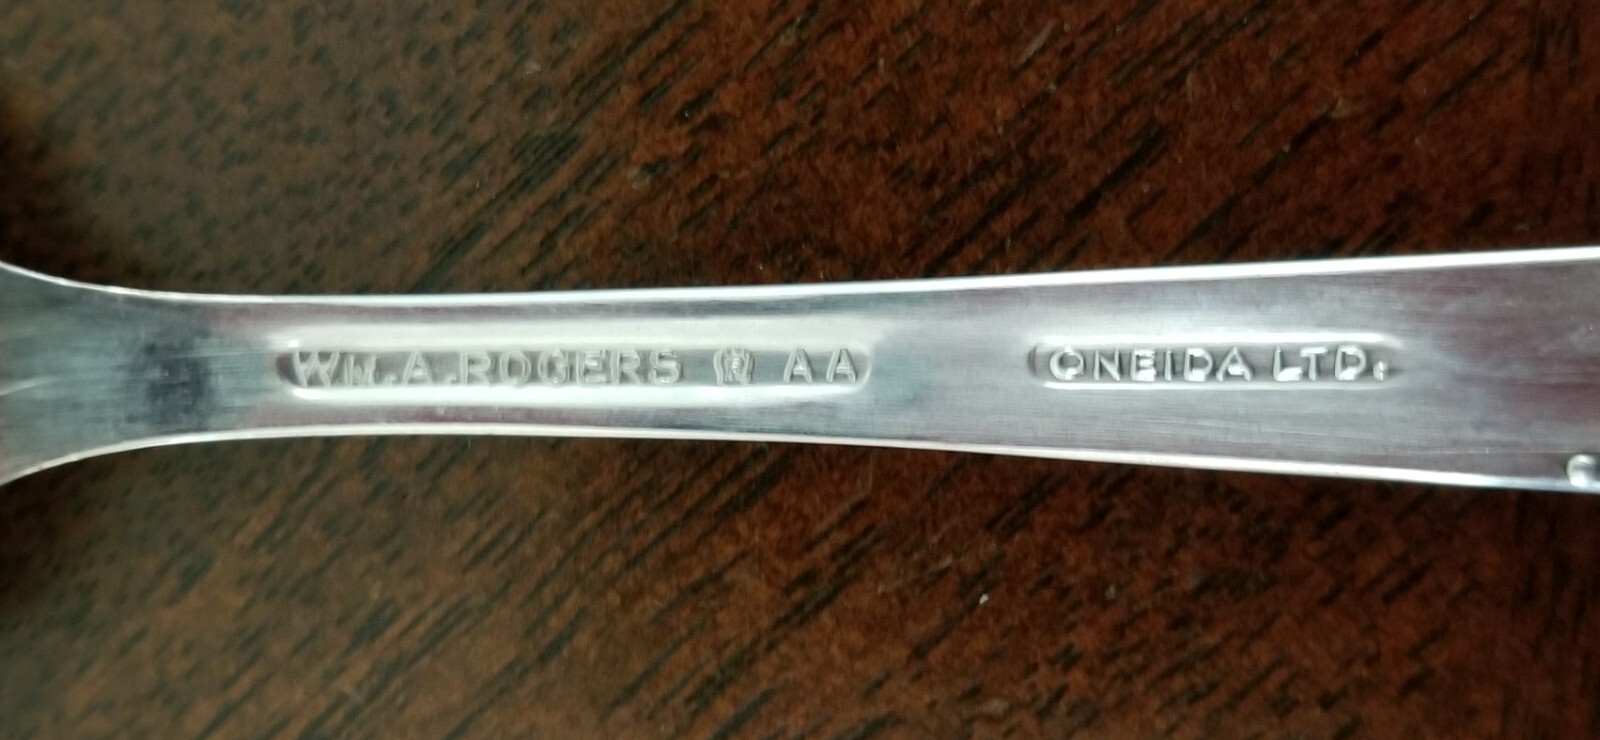 WM.A.ROGERS ® AA ONEIDA LTD.